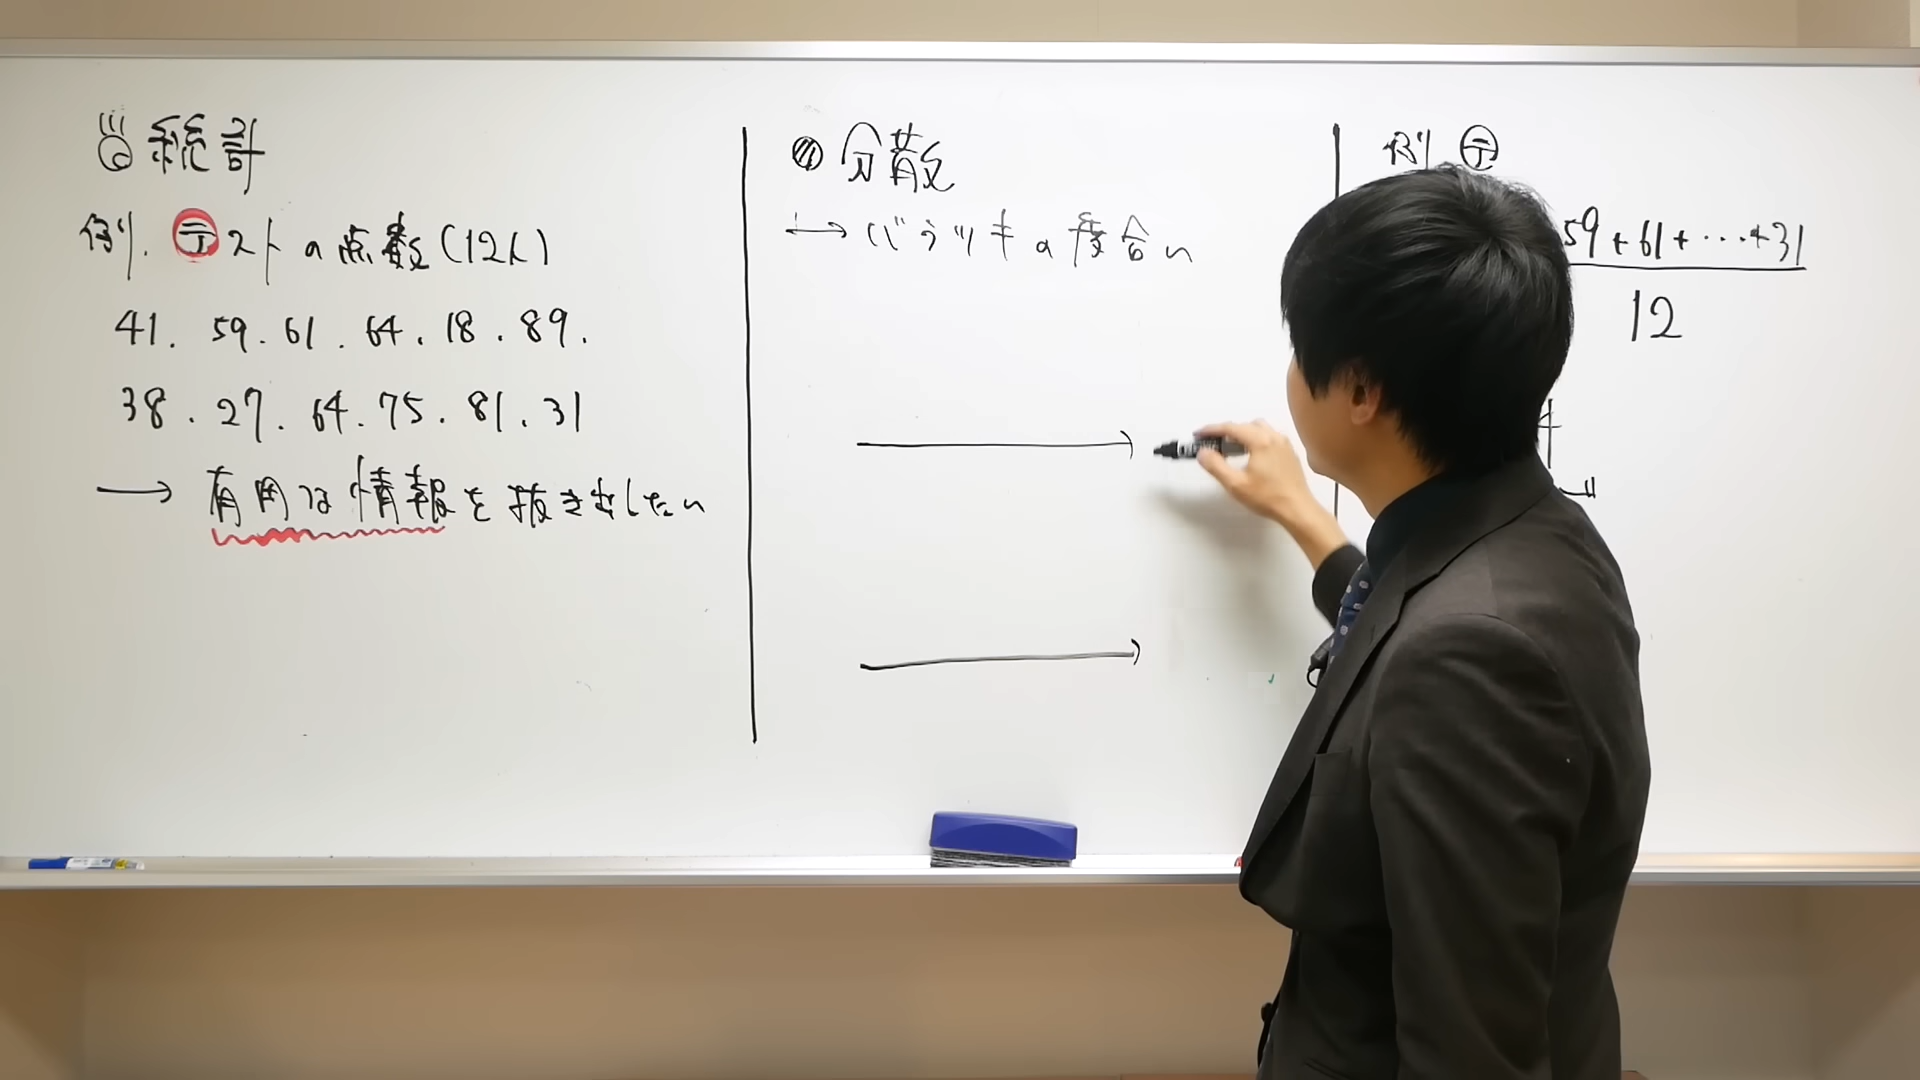 統計
例. テストの点数(12人)
41. 59. 61. 64. 18. 89.
38. 27. 64. 75. 81. 31
→ 有用な情報を抜き出したい
分散
→ バラツキの度合い
例 テ
59+61+…+31
12